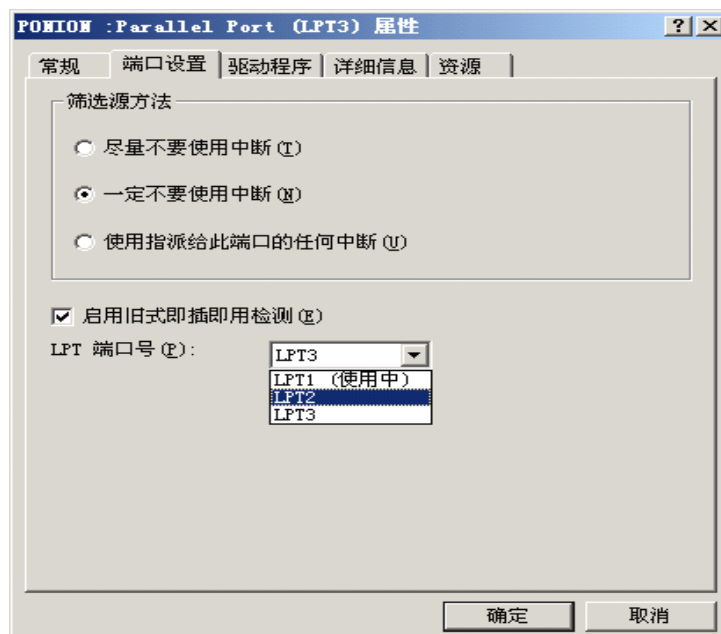 PONION :Parallel Port (LPT3) 属性
常规 端口设置 驱动程序 详细信息 资源
筛选源方法
尽量不要使用中断(T)
一定不要使用中断(N)
使用指派给此端口的任何中断(U)
启用旧式即插即用检测(E)
LPT 端口号(P): LPT3
LPT1 (使用中)
LPT2
LPT3
确定 取消